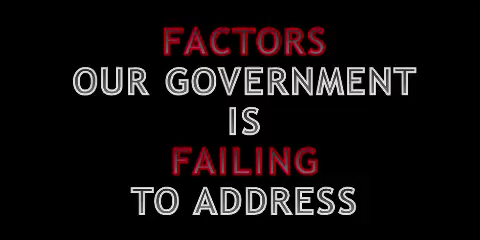 FACTORS
OUR GOVERNMENT
IS
FAILING
TO ADDRESS